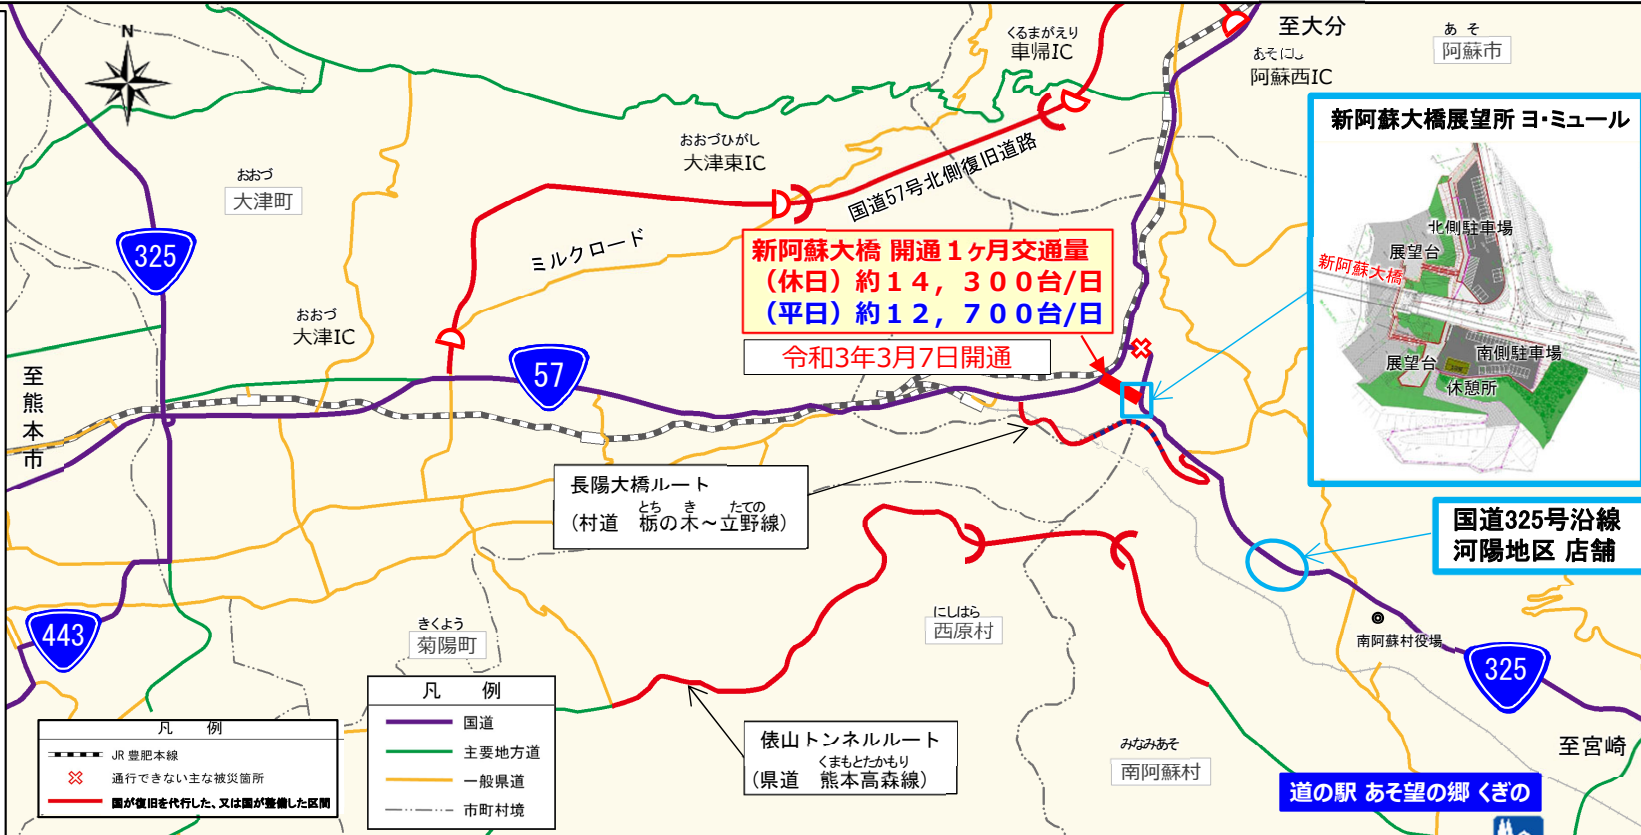 N
至大分
くるまがえり
車帰IC
あそにし
阿蘇西IC
あそ
阿蘇市
新阿蘇大橋展望所 ヨ・ミュール
北側駐車場
展望台
新阿蘇大橋
南側駐車場
展望台
休憩所
おおづひがし
大津東IC
国道57号北側復旧道路
おおづ
大津町
325
ミルクロード
新阿蘇大橋 開通1ヶ月交通量
（休日）約14，300台/日
（平日）約12，700台/日
令和3年3月7日開通
おおづ
大津IC
57
至熊本市
長陽大橋ルート
とち き たての
(村道 栃の木～立野線)
国道325号沿線
河陽地区 店舗
443
きくよう
菊陽町
にしはら
西原村
南阿蘇村役場
325
凡 例
国道
主要地方道
一般県道
市町村境
凡 例
JR 豊肥本線
通行できない主な被災箇所
国が復旧を代行した、又は国が整備した区間
俵山トンネルルート
くまもとたかもり
(県道 熊本高森線)
みなみあそ
南阿蘇村
至宮崎
道の駅 あそ望の郷 くぎの